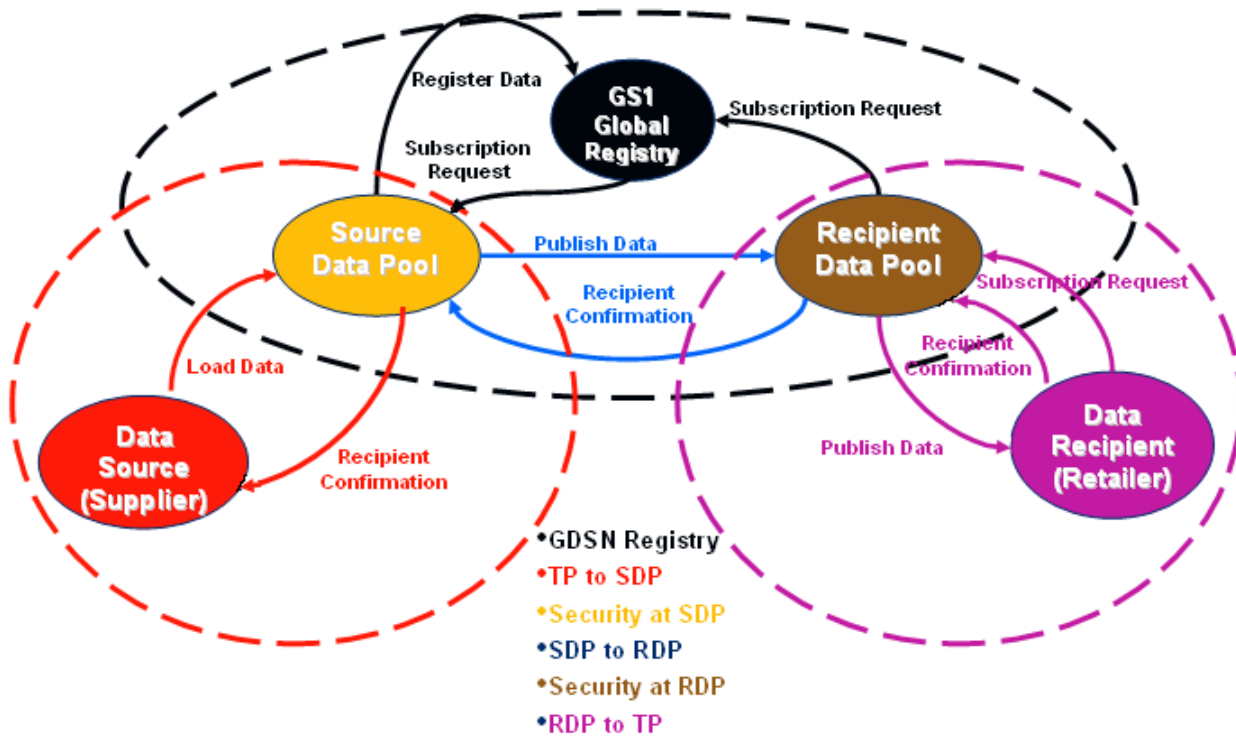 Register Data
GS1
Global
Registry
Subscription Request
Subscription
Request
Source
Data Pool
Publish Data
Recipient
Data Pool
Recipient
Confirmation
Subscription Request
Recipient
Confirmation
Load Data
Data
Source
(Supplier)
Recipient
Confirmation
Publish Data
Data
Recipient
(Retailer)
•GDSN Registry
•TP to SDP
•Security at SDP
•SDP to RDP
•Security at RDP
•RDP to TP